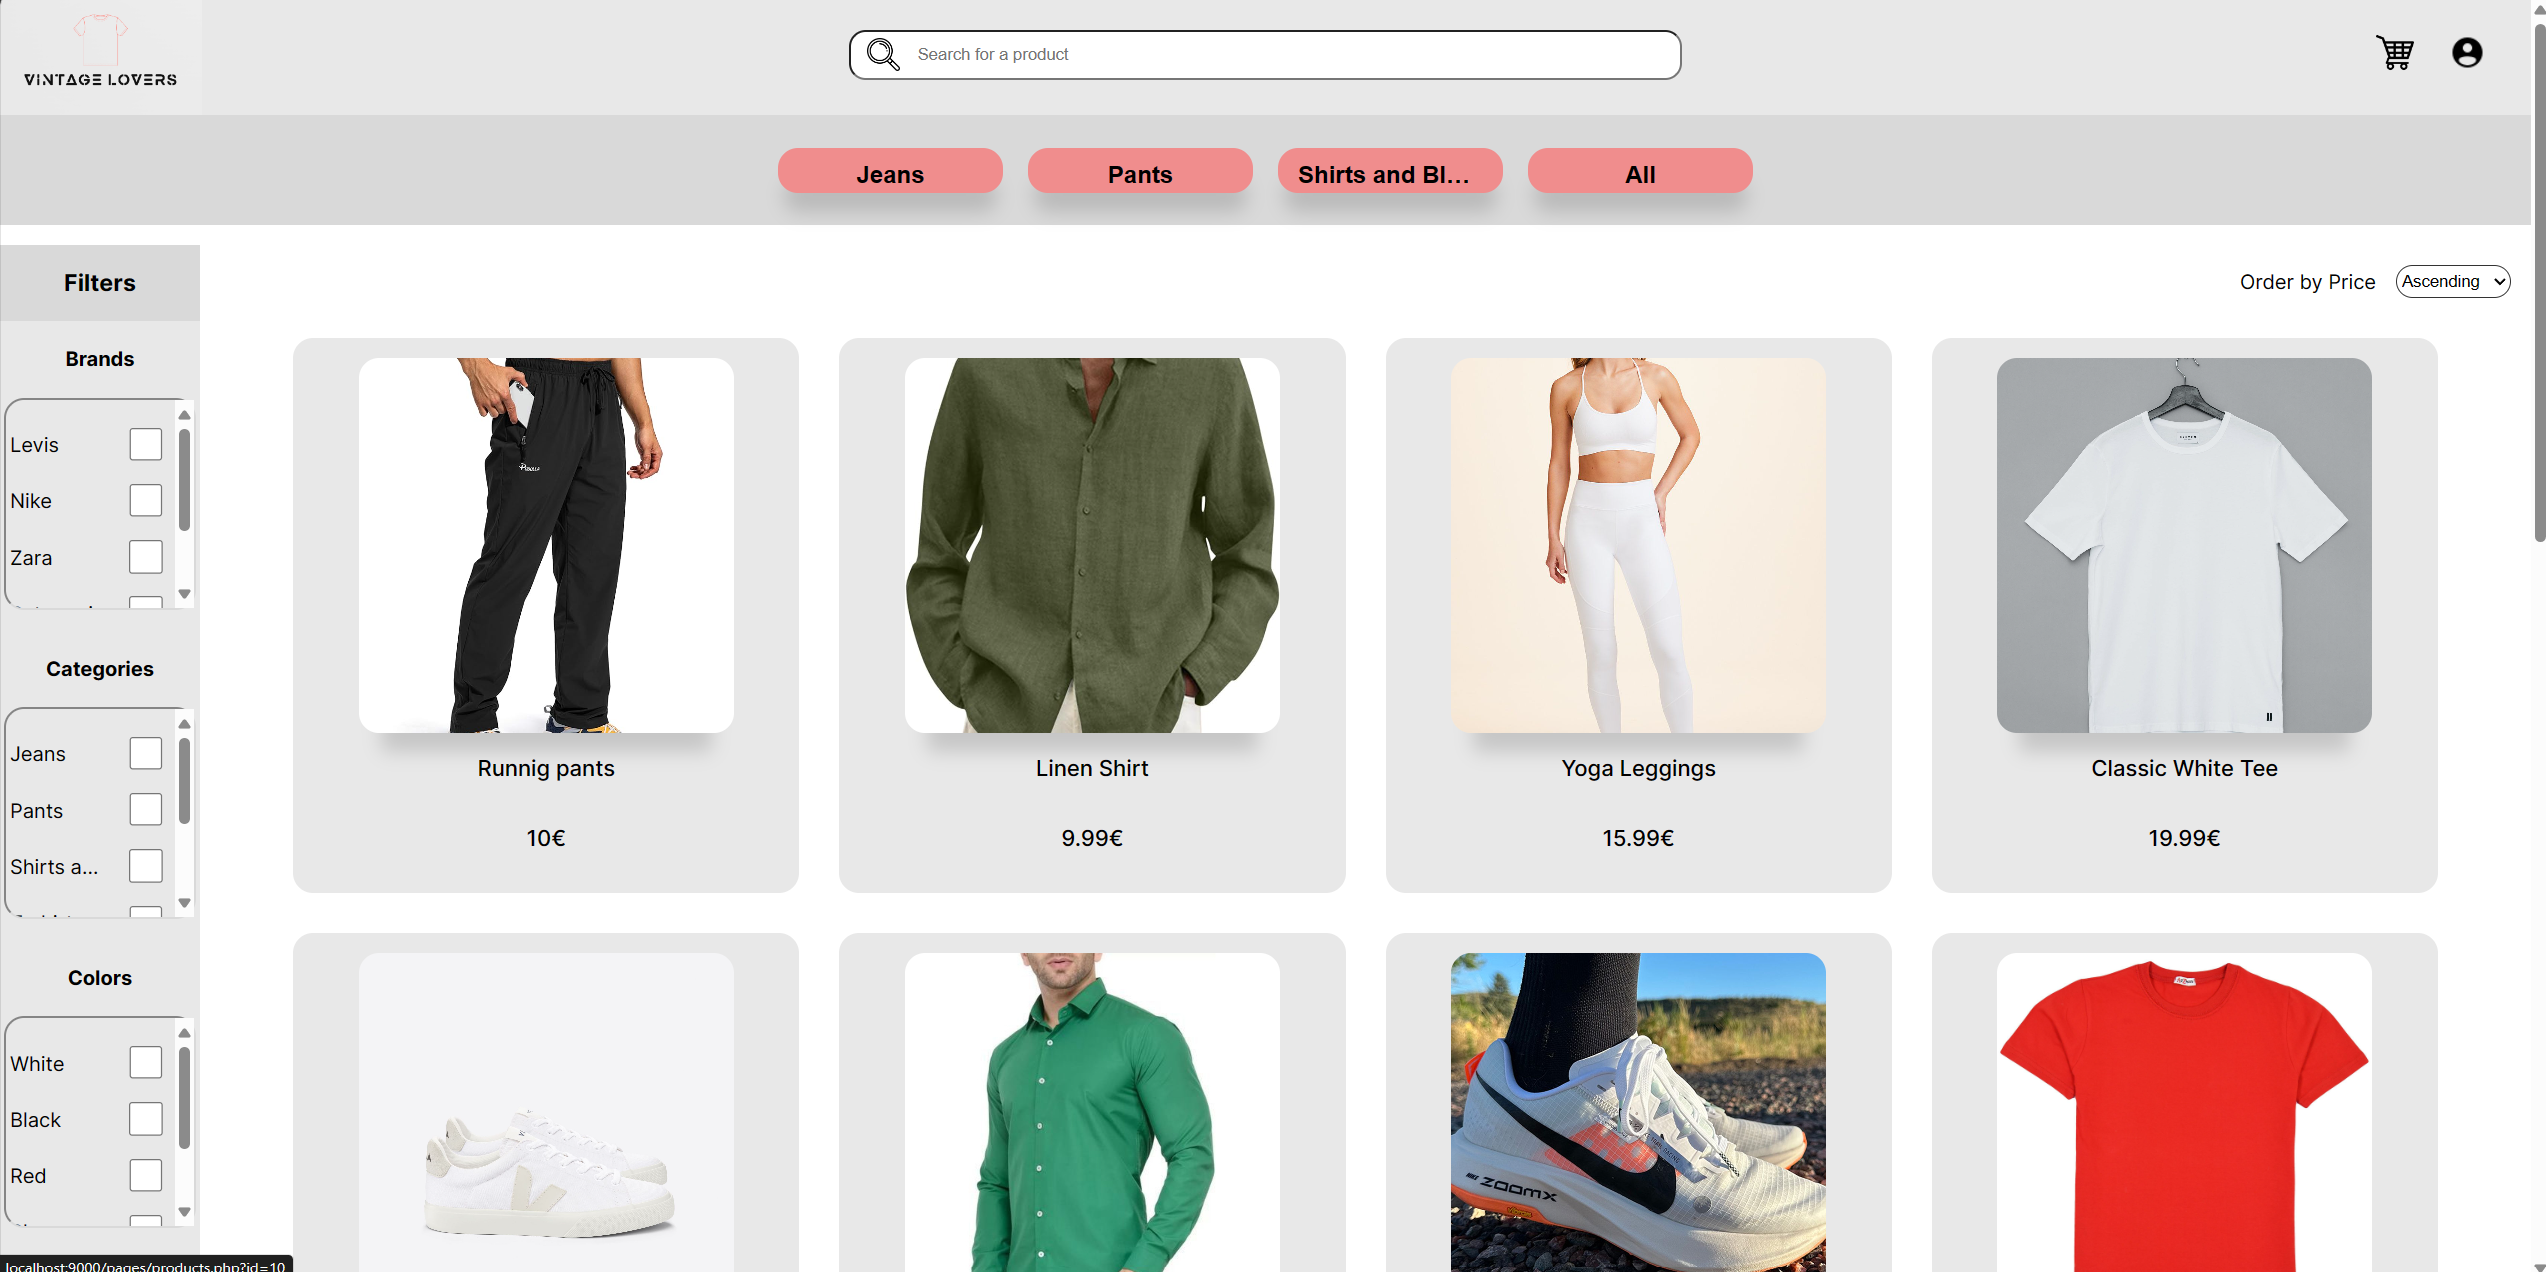 VINTAGE LOVERS
Search for a product
Jeans
Pants
Shirts and Bl...
All
Filters
Order by Price
Ascending
Brands
Levis
Nike
Zara
Categories
Jeans
Pants
Shirts a...
Colors
White
Black
Red
Runnig pants
10€
Linen Shirt
9.99€
Yoga Leggings
15.99€
Classic White Tee
19.99€
NIKE ZOOMX
localhost:9000/pages/products.php?id=10